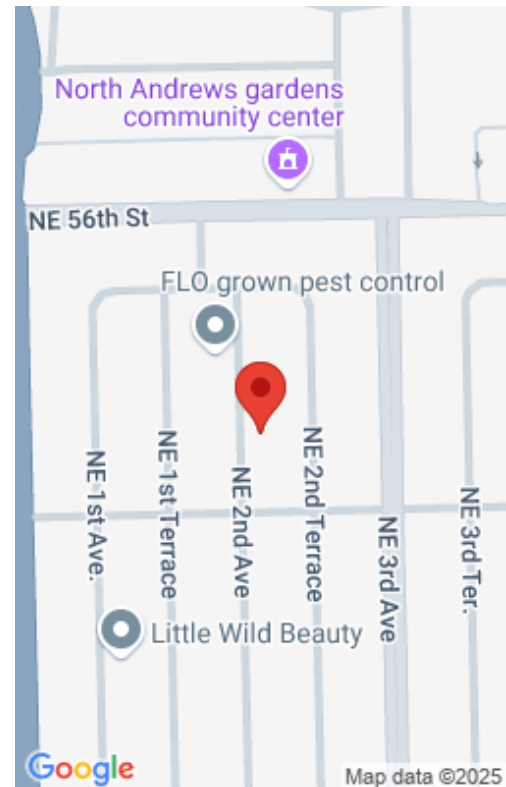 North Andrews gardens
community center
NE 56th St
FLO grown pest control
NE 1st Ave.
NE 1st Terrace
NE 2nd Ave
NE 2nd Terrace
NE 3rd Ave
NE 3rd Ter.
Little Wild Beauty
Google
Map data ©2025